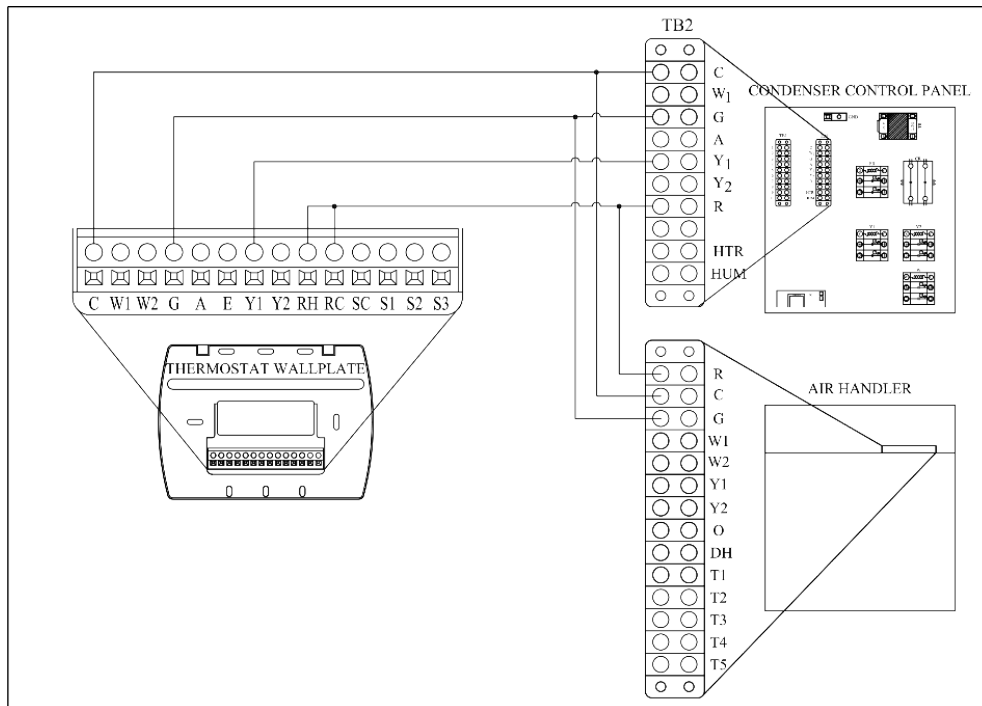 TB2
C
W1
G
A
Y1
Y2
R
HTR
HUM
CONDENSER CONTROL PANEL
GND
C W1 W2 G A E Y1 Y2 RH RC SC S1 S2 S3
THERMOSTAT WALLPLATE
R
C
G
W1
W2
Y1
Y2
O
DH
T1
T2
T3
T4
T5
AIR HANDLER